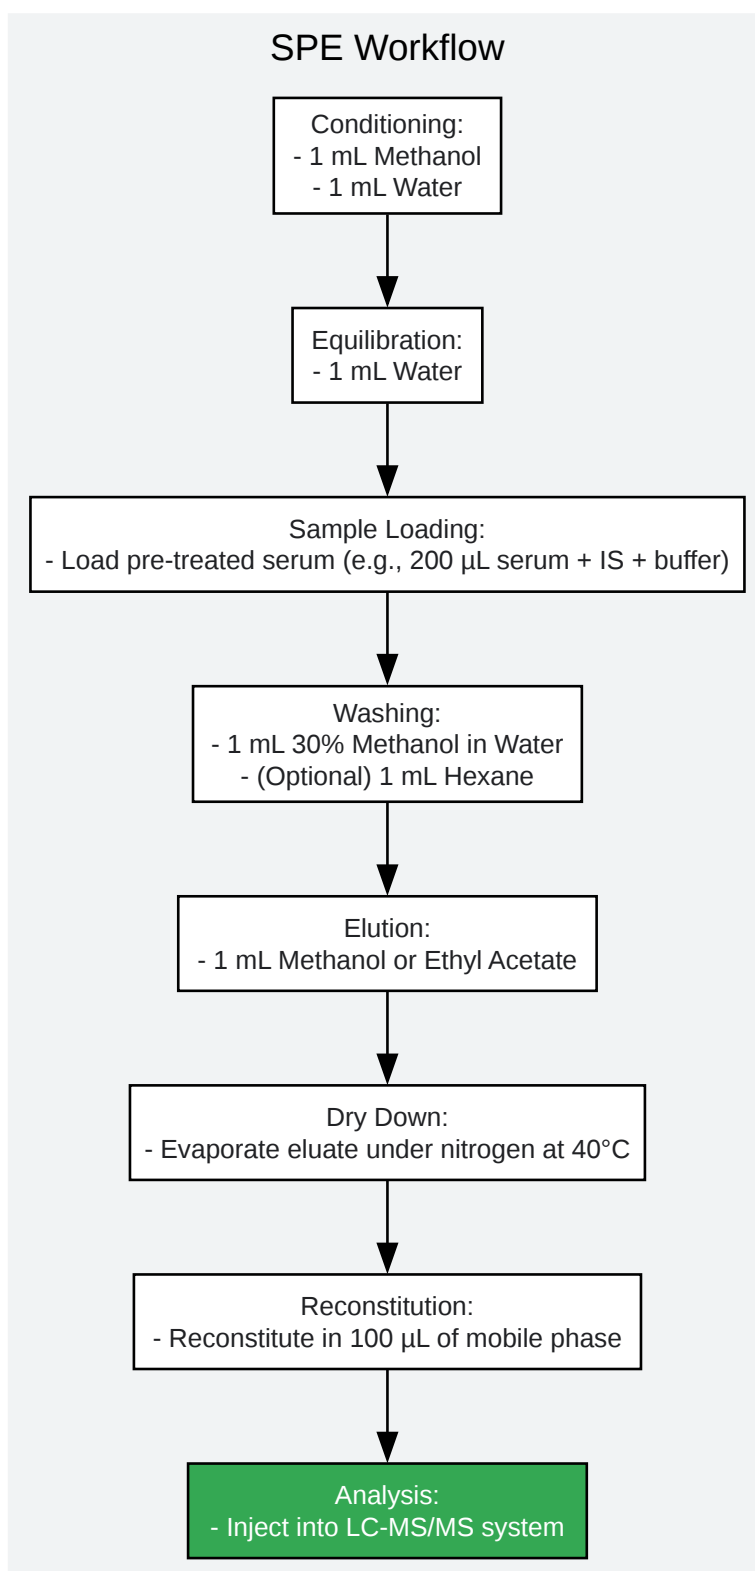 SPE Workflow
Conditioning:
- 1 mL Methanol
- 1 mL Water
Equilibration:
- 1 mL Water
Sample Loading:
- Load pre-treated serum (e.g., 200 µL serum + IS + buffer)
Washing:
- 1 mL 30% Methanol in Water
- (Optional) 1 mL Hexane
Elution:
- 1 mL Methanol or Ethyl Acetate
Dry Down:
- Evaporate eluate under nitrogen at 40°C
Reconstitution:
- Reconstitute in 100 µL of mobile phase
Analysis:
- Inject into LC-MS/MS system